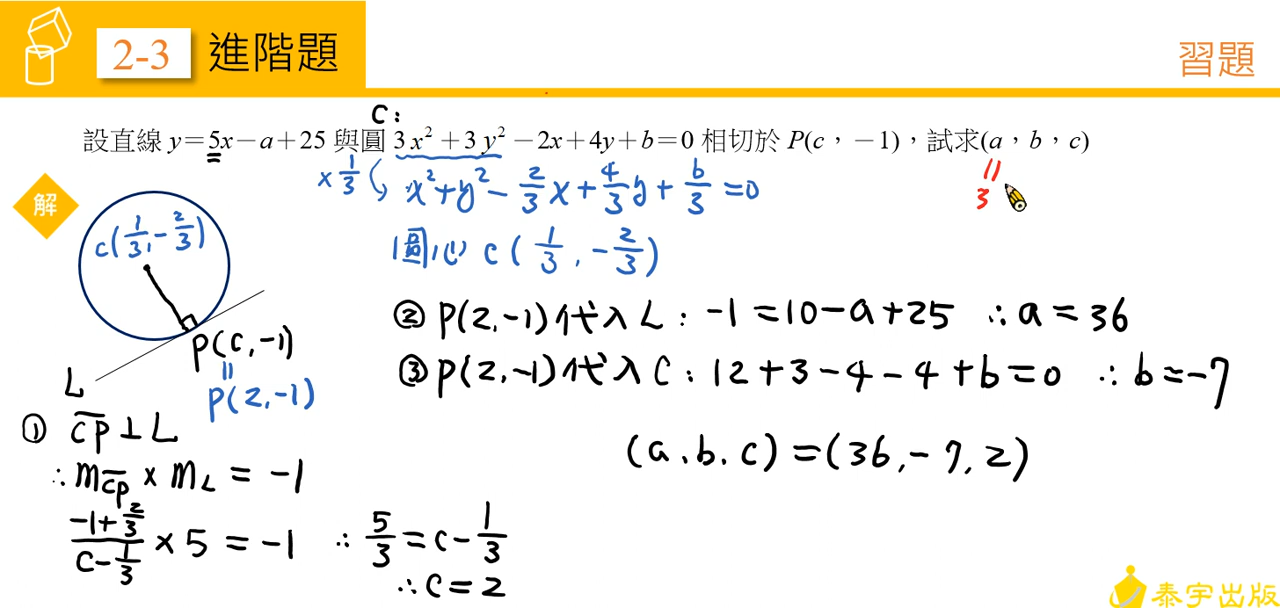 2-3 進階題
習題
C:
設直線 y=5x−a+25 與圓 3x²+3y²−2x+4y+b=0 相切於 P(c,−1),試求(a,b,c)
×1/3 x²+y²−2/3x+4/3y+b/3=0
= 3
解
c(1/3,−2/3)
圓心 c(1/3,−2/3)
P(c,−1)
=
P(2,−1)
L
② P(2,−1)代入L:−1=10−a+25 ∴a=36
③ P(2,−1)代入C:12+3−4−4+b=0 ∴b=−7
(a.b.c)=(36,−7,2)
① CP̅⊥L
∴m_CP̅×m_L=−1
(−1+2/3)/(c−1/3)×5=−1 ∴5/3=c−1/3
∴c=2
泰宇出版